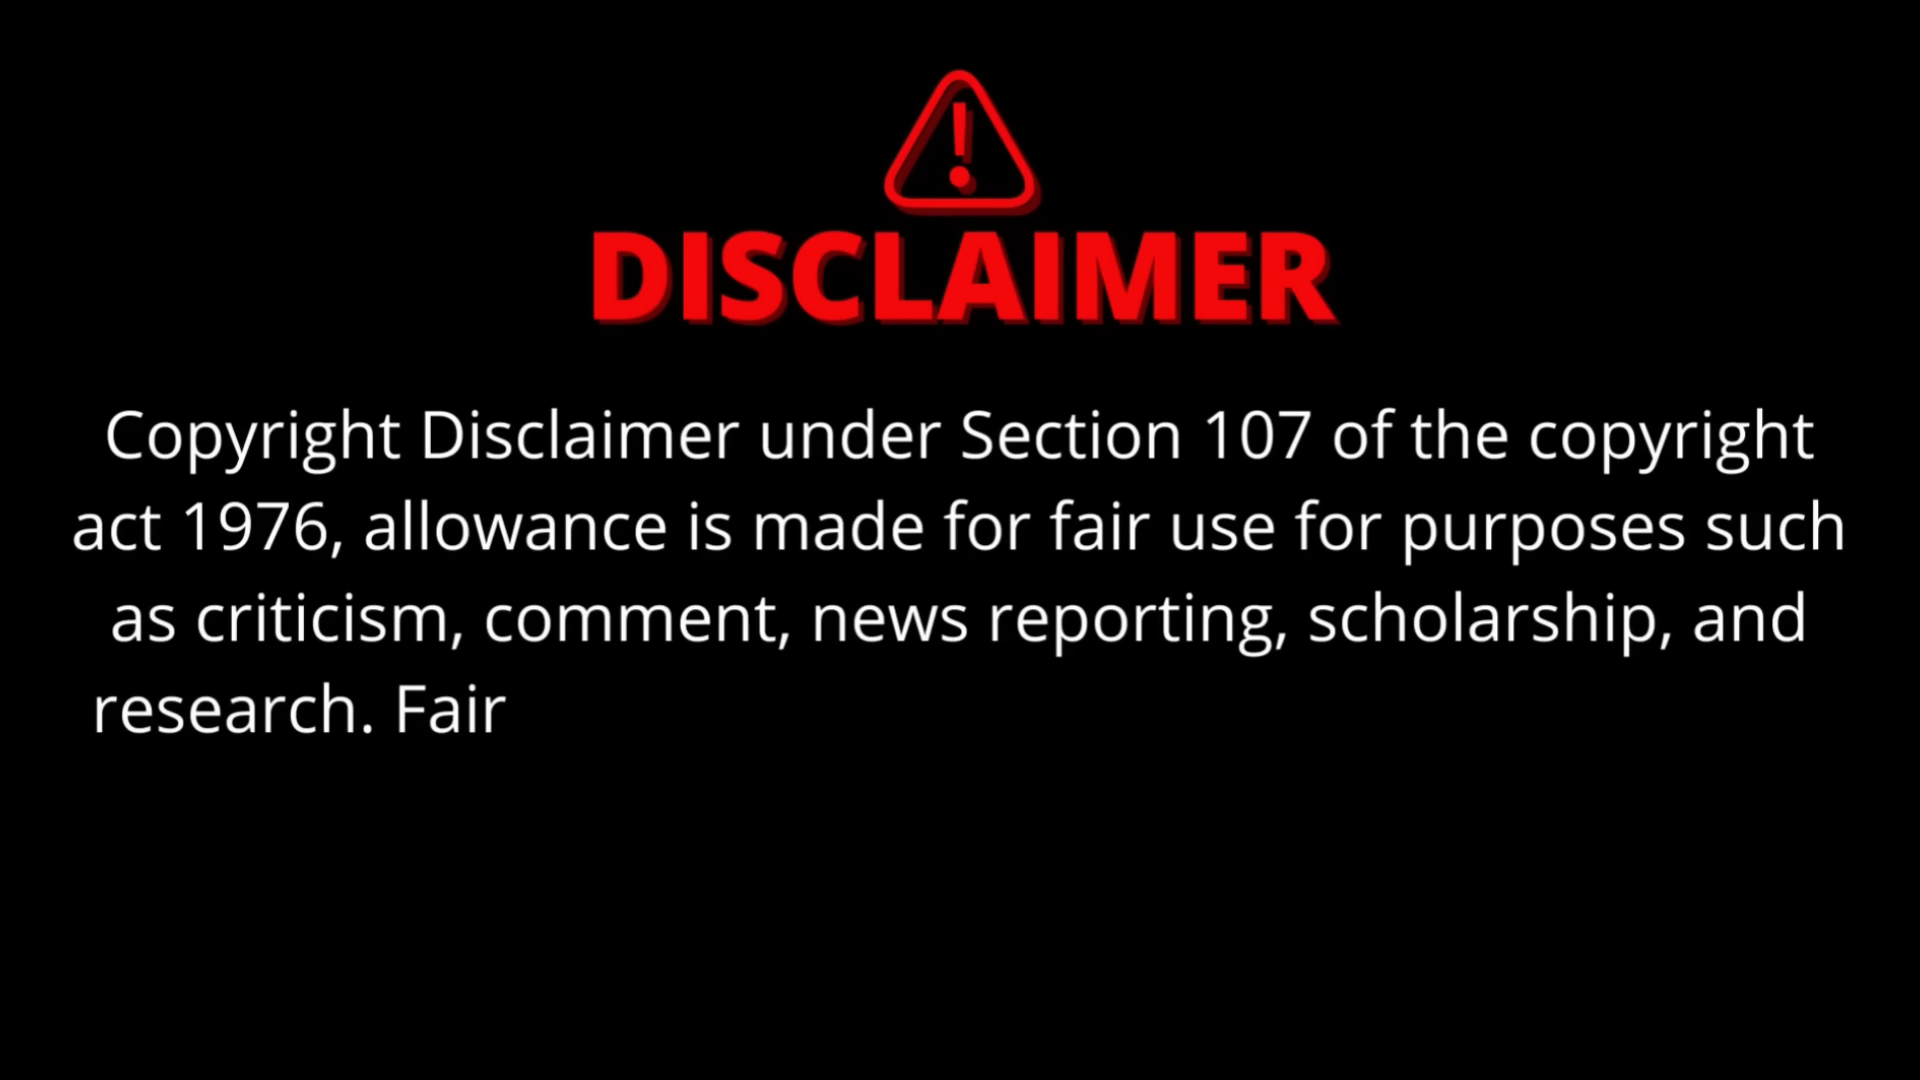 DISCLAIMER
Copyright Disclaimer under Section 107 of the copyright
act 1976, allowance is made for fair use for purposes such
as criticism, comment, news reporting, scholarship, and
research. Fair